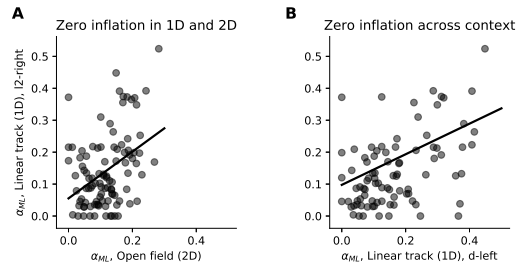 A
Zero inflation in 1D and 2D
α_ML, Linear track (1D), l2-right
0.5
0.4
0.3
0.2
0.1
0.0
0.0 0.2 0.4
α_ML, Open field (2D)
B
Zero inflation across context
0.5
0.4
0.3
0.2
0.1
0.0
0.0 0.2 0.4
α_ML, Linear track (1D), d-left